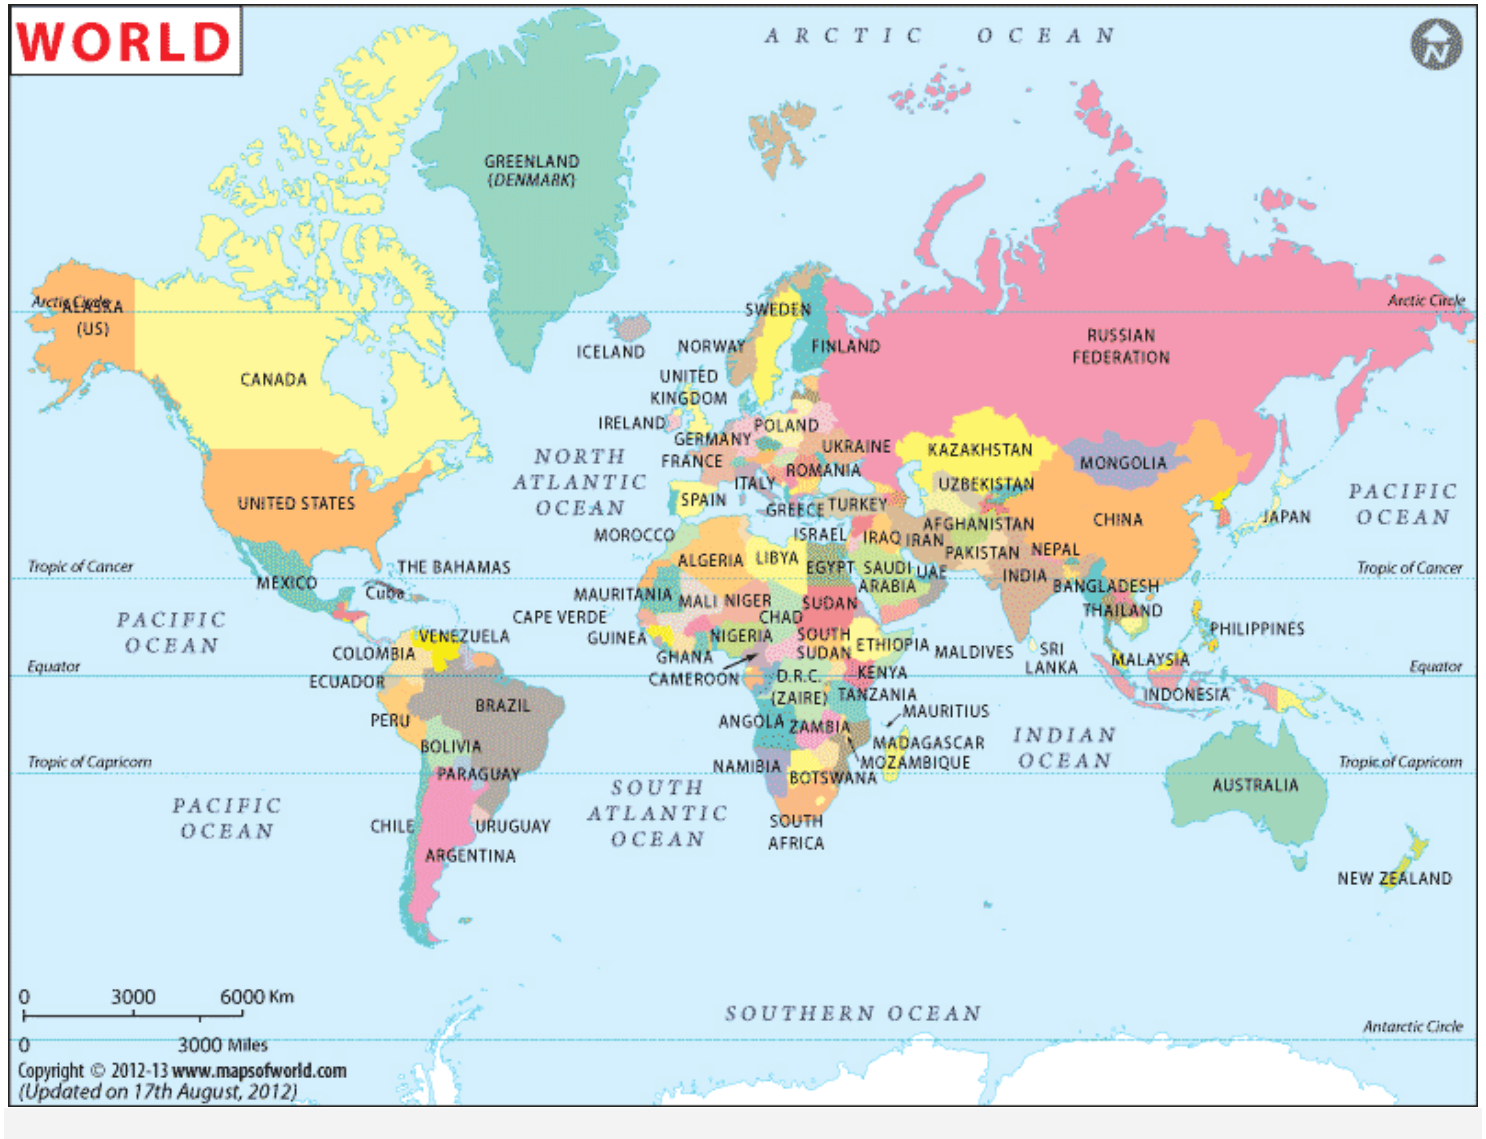 WORLD
ARCTIC OCEAN
N
GREENLAND
(DENMARK)
Arctic Circle
ALASKA
(US)
Arctic Circle
SWEDEN
RUSSIAN
FEDERATION
ICELAND
NORWAY
FINLAND
CANADA
UNITED
KINGDOM
IRELAND
POLAND
GERMANY
UKRAINE
KAZAKHSTAN
FRANCE
MONGOLIA
ROMANIA
NORTH
ATLANTIC
OCEAN
ITALY
UZBEKISTAN
UNITED STATES
SPAIN
GREECE
TURKEY
PACIFIC
OCEAN
CHINA
JAPAN
AFGHANISTAN
MOROCCO
ISRAEL
IRAQ
IRAN
PAKISTAN
NEPAL
ALGERIA
LIBYA
EGYPT
SAUDI
ARABIA
UAE
INDIA
BANGLADESH
Tropic of Cancer
THE BAHAMAS
Tropic of Cancer
MEXICO
Cuba
MAURITANIA
MALI
NIGER
CHAD
SUDAN
THAILAND
CAPE VERDE
PACIFIC
OCEAN
VENEZUELA
GUINEA
NIGERIA
SOUTH
SUDAN
ETHIOPIA
MALDIVES
SRI
LANKA
PHILIPPINES
COLOMBIA
GHANA
MALAYSIA
Equator
ECUADOR
CAMEROON
D.R.C.
(ZAIRE)
KENYA
Equator
TANZANIA
INDONESIA
BRAZIL
PERU
ANGOLA
ZAMBIA
MAURITIUS
MADAGASCAR
MOZAMBIQUE
INDIAN
OCEAN
BOLIVIA
Tropic of Capricorn
NAMIBIA
BOTSWANA
Tropic of Capricorn
PARAGUAY
AUSTRALIA
PACIFIC
OCEAN
SOUTH
ATLANTIC
OCEAN
CHILE
URUGUAY
SOUTH
AFRICA
ARGENTINA
NEW ZEALAND
0 3000 6000 Km
SOUTHERN OCEAN
Antarctic Circle
0 3000 Miles
Copyright © 2012-13 www.mapsofworld.com
(Updated on 17th August, 2012)